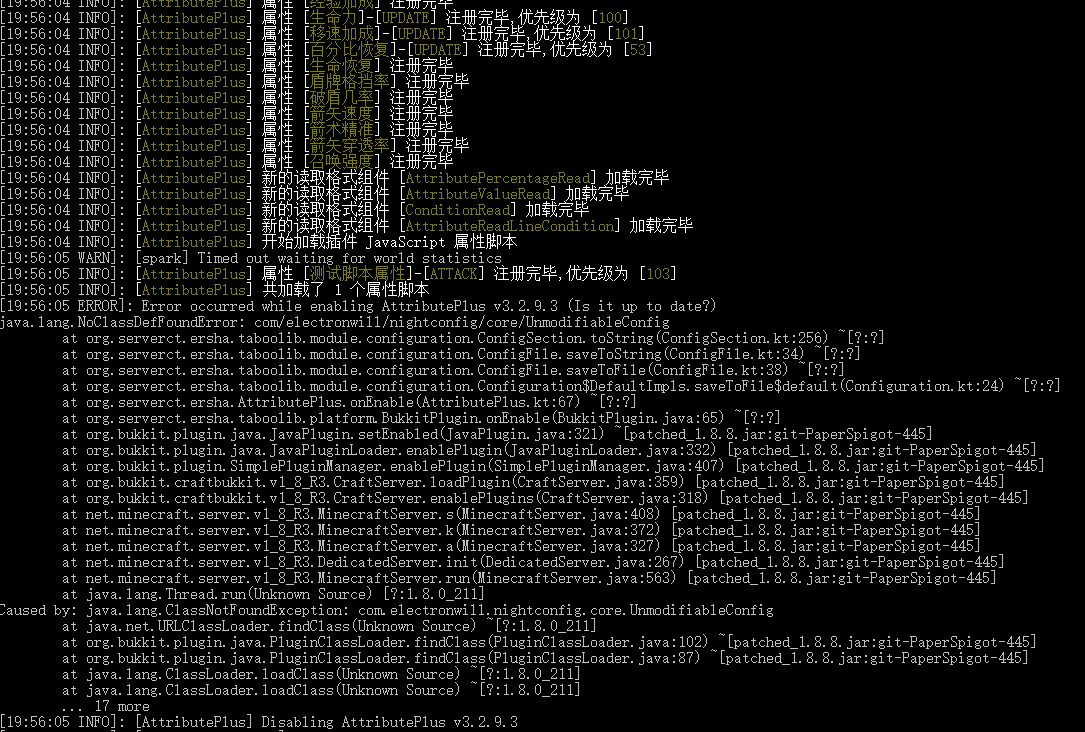 [19:56:04 INFO]: [AttributePlus] 属性 [经验加成] 注册完毕
[19:56:04 INFO]: [AttributePlus] 属性 [生命力]-[UPDATE] 注册完毕,优先级为 [100]
[19:56:04 INFO]: [AttributePlus] 属性 [移速加成]-[UPDATE] 注册完毕,优先级为 [101]
[19:56:04 INFO]: [AttributePlus] 属性 [百分比恢复]-[UPDATE] 注册完毕,优先级为 [53]
[19:56:04 INFO]: [AttributePlus] 属性 [生命恢复] 注册完毕
[19:56:04 INFO]: [AttributePlus] 属性 [盾牌格挡率] 注册完毕
[19:56:04 INFO]: [AttributePlus] 属性 [破盾几率] 注册完毕
[19:56:04 INFO]: [AttributePlus] 属性 [箭矢速度] 注册完毕
[19:56:04 INFO]: [AttributePlus] 属性 [箭术精准] 注册完毕
[19:56:04 INFO]: [AttributePlus] 属性 [箭矢穿透率] 注册完毕
[19:56:04 INFO]: [AttributePlus] 属性 [召唤强度] 注册完毕
[19:56:04 INFO]: [AttributePlus] 新的读取格式组件 [AttributePercentageRead] 加载完毕
[19:56:04 INFO]: [AttributePlus] 新的读取格式组件 [AttributeValueRead] 加载完毕
[19:56:04 INFO]: [AttributePlus] 新的读取格式组件 [ConditionRead] 加载完毕
[19:56:04 INFO]: [AttributePlus] 新的读取格式组件 [AttributeReadLineCondition] 加载完毕
[19:56:04 INFO]: [AttributePlus] 开始加载插件 JavaScript 属性脚本
[19:56:05 WARN]: [spark] Timed out waiting for world statistics
[19:56:05 INFO]: [AttributePlus] 属性 [测试脚本属性]-[ATTACK] 注册完毕,优先级为 [103]
[19:56:05 INFO]: [AttributePlus] 共加载了 1 个属性脚本
[19:56:05 ERROR]: Error occurred while enabling AttributePlus v3.2.9.3 (Is it up to date?)
java.lang.NoClassDefFoundError: com/electronwill/nightconfig/core/UnmodifiableConfig
at org.serverct.ersha.taboolib.module.configuration.ConfigSection.toString(ConfigSection.kt:256) ~[?:?]
at org.serverct.ersha.taboolib.module.configuration.ConfigFile.saveToString(ConfigFile.kt:34) ~[?:?]
at org.serverct.ersha.taboolib.module.configuration.ConfigFile.saveToFile(ConfigFile.kt:38) ~[?:?]
at org.serverct.ersha.taboolib.module.configuration.Configuration$DefaultImpls.saveToFile$default(Configuration.kt:24) ~[?:?]
at org.serverct.ersha.AttributePlus.onEnable(AttributePlus.kt:67) ~[?:?]
at org.serverct.ersha.taboolib.platform.BukkitPlugin.onEnable(BukkitPlugin.java:65) ~[?:?]
at org.bukkit.plugin.java.JavaPlugin.setEnabled(JavaPlugin.java:321) ~[patched_1.8.8.jar:git-PaperSpigot-445]
at org.bukkit.plugin.java.JavaPluginLoader.enablePlugin(JavaPluginLoader.java:332) [patched_1.8.8.jar:git-PaperSpigot-445]
at org.bukkit.plugin.SimplePluginManager.enablePlugin(SimplePluginManager.java:407) [patched_1.8.8.jar:git-PaperSpigot-445]
at org.bukkit.craftbukkit.v1_8_R3.CraftServer.loadPlugin(CraftServer.java:359) [patched_1.8.8.jar:git-PaperSpigot-445]
at org.bukkit.craftbukkit.v1_8_R3.CraftServer.enablePlugins(CraftServer.java:318) [patched_1.8.8.jar:git-PaperSpigot-445]
at net.minecraft.server.v1_8_R3.MinecraftServer.s(MinecraftServer.java:408) [patched_1.8.8.jar:git-PaperSpigot-445]
at net.minecraft.server.v1_8_R3.MinecraftServer.k(MinecraftServer.java:372) [patched_1.8.8.jar:git-PaperSpigot-445]
at net.minecraft.server.v1_8_R3.MinecraftServer.a(MinecraftServer.java:327) [patched_1.8.8.jar:git-PaperSpigot-445]
at net.minecraft.server.v1_8_R3.DedicatedServer.init(DedicatedServer.java:267) [patched_1.8.8.jar:git-PaperSpigot-445]
at net.minecraft.server.v1_8_R3.MinecraftServer.run(MinecraftServer.java:563) [patched_1.8.8.jar:git-PaperSpigot-445]
at java.lang.Thread.run(Unknown Source) [?:1.8.0_211]
Caused by: java.lang.ClassNotFoundException: com.electronwill.nightconfig.core.UnmodifiableConfig
at java.net.URLClassLoader.findClass(Unknown Source) ~[?:1.8.0_211]
at org.bukkit.plugin.java.PluginClassLoader.findClass(PluginClassLoader.java:102) ~[patched_1.8.8.jar:git-PaperSpigot-445]
at org.bukkit.plugin.java.PluginClassLoader.findClass(PluginClassLoader.java:87) ~[patched_1.8.8.jar:git-PaperSpigot-445]
at java.lang.ClassLoader.loadClass(Unknown Source) ~[?:1.8.0_211]
at java.lang.ClassLoader.loadClass(Unknown Source) ~[?:1.8.0_211]
... 17 more
[19:56:05 INFO]: [AttributePlus] Disabling AttributePlus v3.2.9.3